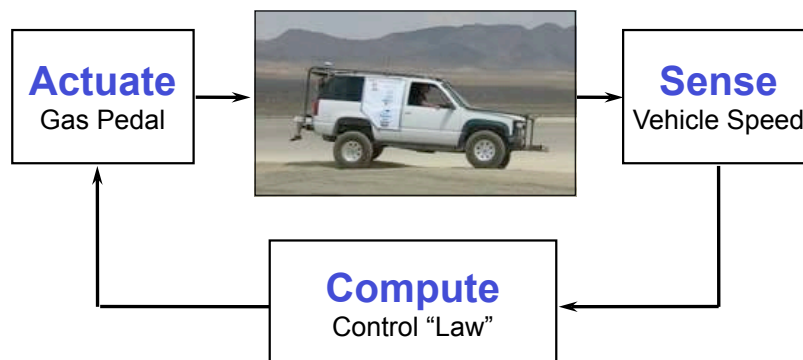 Actuate
Gas Pedal
Sense
Vehicle Speed
Compute
Control “Law”